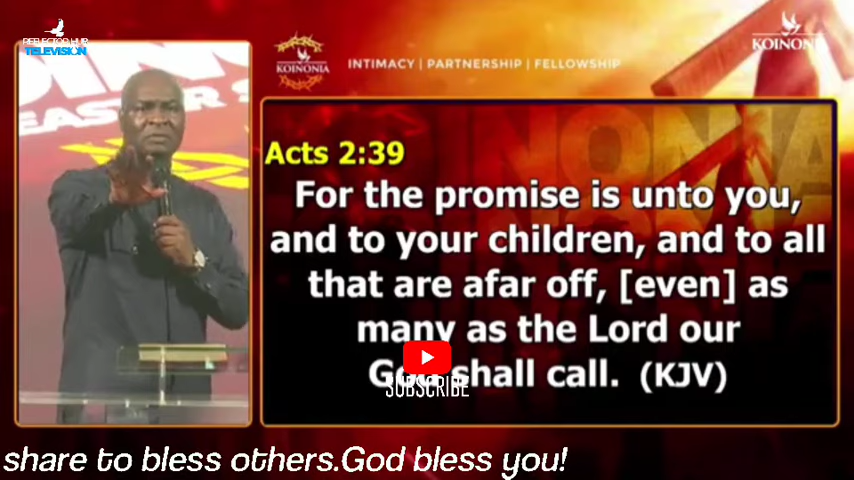 REFLECTOR HUB
TELEVISION
KOINONIA
INTIMACY | PARTNERSHIP | FELLOWSHIP
EASTER S
Acts 2:39
For the promise is unto you,
and to your children, and to all
that are afar off, [even] as
many as the Lord our
shall call. (KJV)
SUBSCRIBE
share to bless others.God bless you!